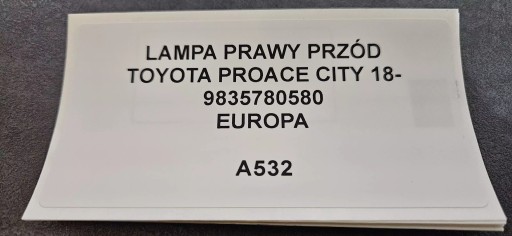 LAMPA PRAWY PRZÓD
TOYOTA PROACE CITY 18-
9835780580
EUROPA
A532